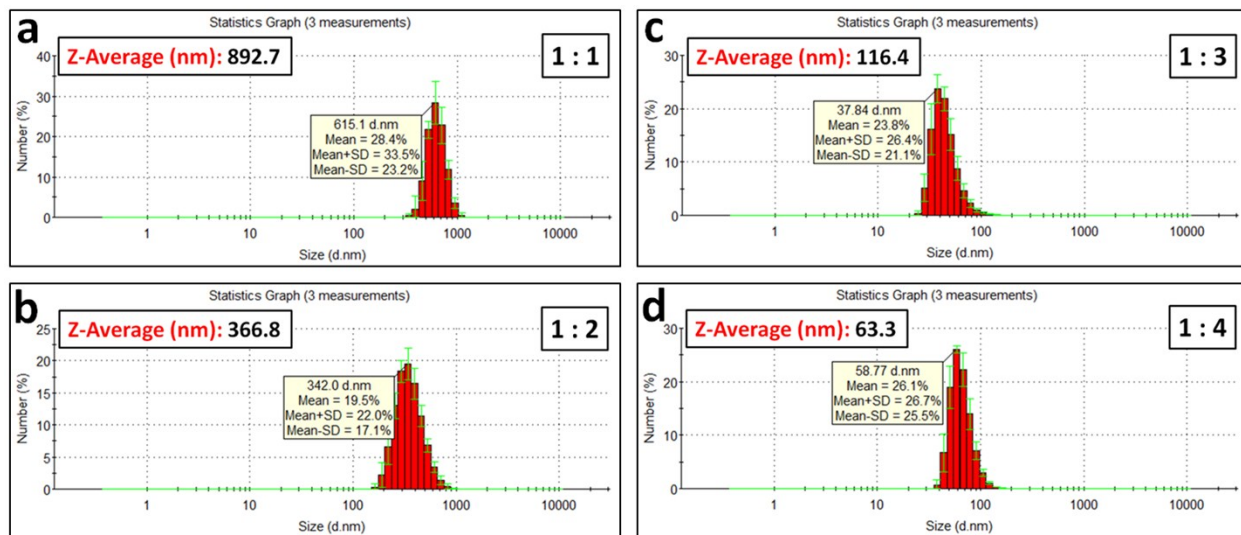 a
Statistics Graph (3 measurements)
Z-Average (nm): 892.7
1 : 1
40
30
20
10
0
Number (%)
615.1 d.nm
Mean = 28.4%
Mean+SD = 33.5%
Mean-SD = 23.2%
1 10 100 1000 10000
Size (d.nm)
b
Statistics Graph (3 measurements)
Z-Average (nm): 366.8
1 : 2
25
20
15
10
5
0
Number (%)
342.0 d.nm
Mean = 19.5%
Mean+SD = 22.0%
Mean-SD = 17.1%
1 10 100 1000 10000
Size (d.nm)
c
Statistics Graph (3 measurements)
Z-Average (nm): 116.4
1 : 3
30
20
10
0
Number (%)
37.84 d.nm
Mean = 23.8%
Mean+SD = 26.4%
Mean-SD = 21.1%
1 10 100 1000 10000
Size (d.nm)
d
Statistics Graph (3 measurements)
Z-Average (nm): 63.3
1 : 4
30
20
10
0
Number (%)
58.77 d.nm
Mean = 26.1%
Mean+SD = 26.7%
Mean-SD = 25.5%
1 10 100 1000 10000
Size (d.nm)